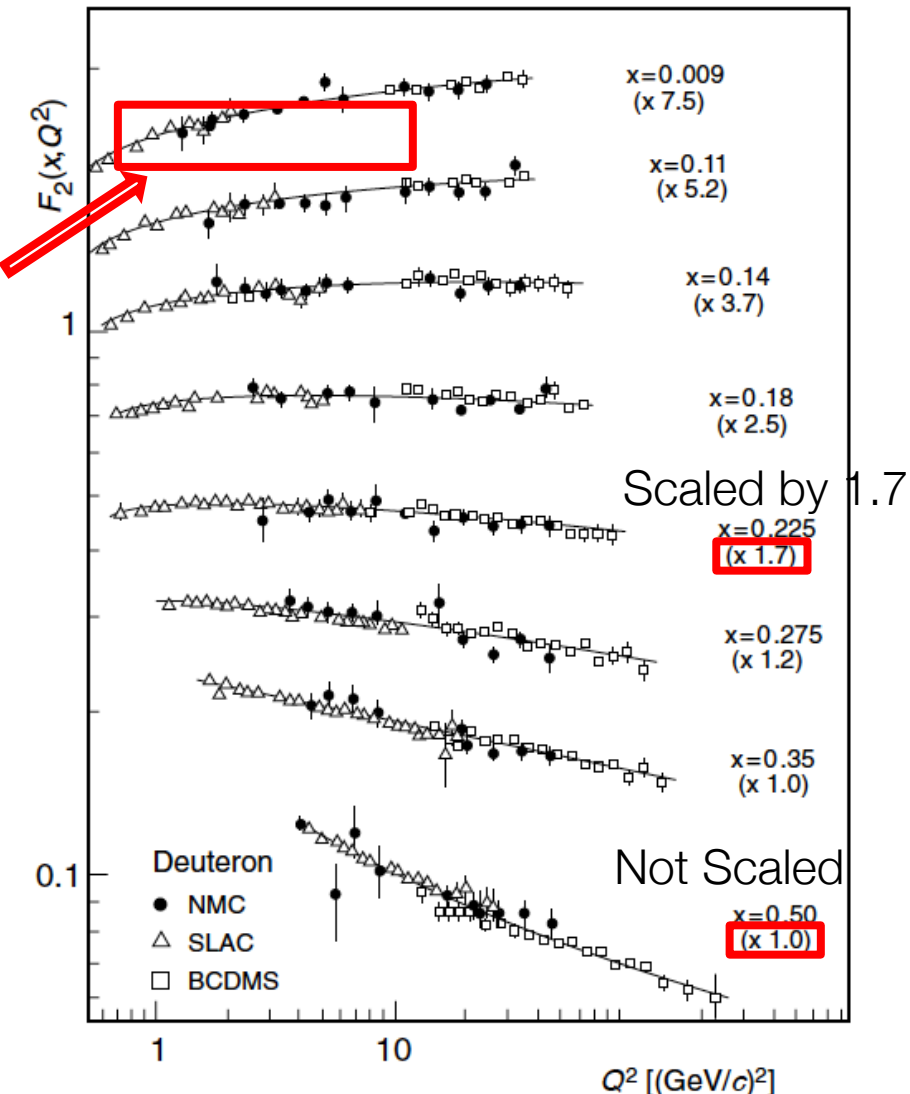 F₂(x,Q²)
x=0.009
(x 7.5)
x=0.11
(x 5.2)
x=0.14
(x 3.7)
1
x=0.18
(x 2.5)
Scaled by 1.7
x=0.225
(x 1.7)
x=0.275
(x 1.2)
x=0.35
(x 1.0)
Not Scaled
x=0.50
(x 1.0)
0.1
Deuteron
NMC
SLAC
BCDMS
1 10
Q² [(GeV/c)²]